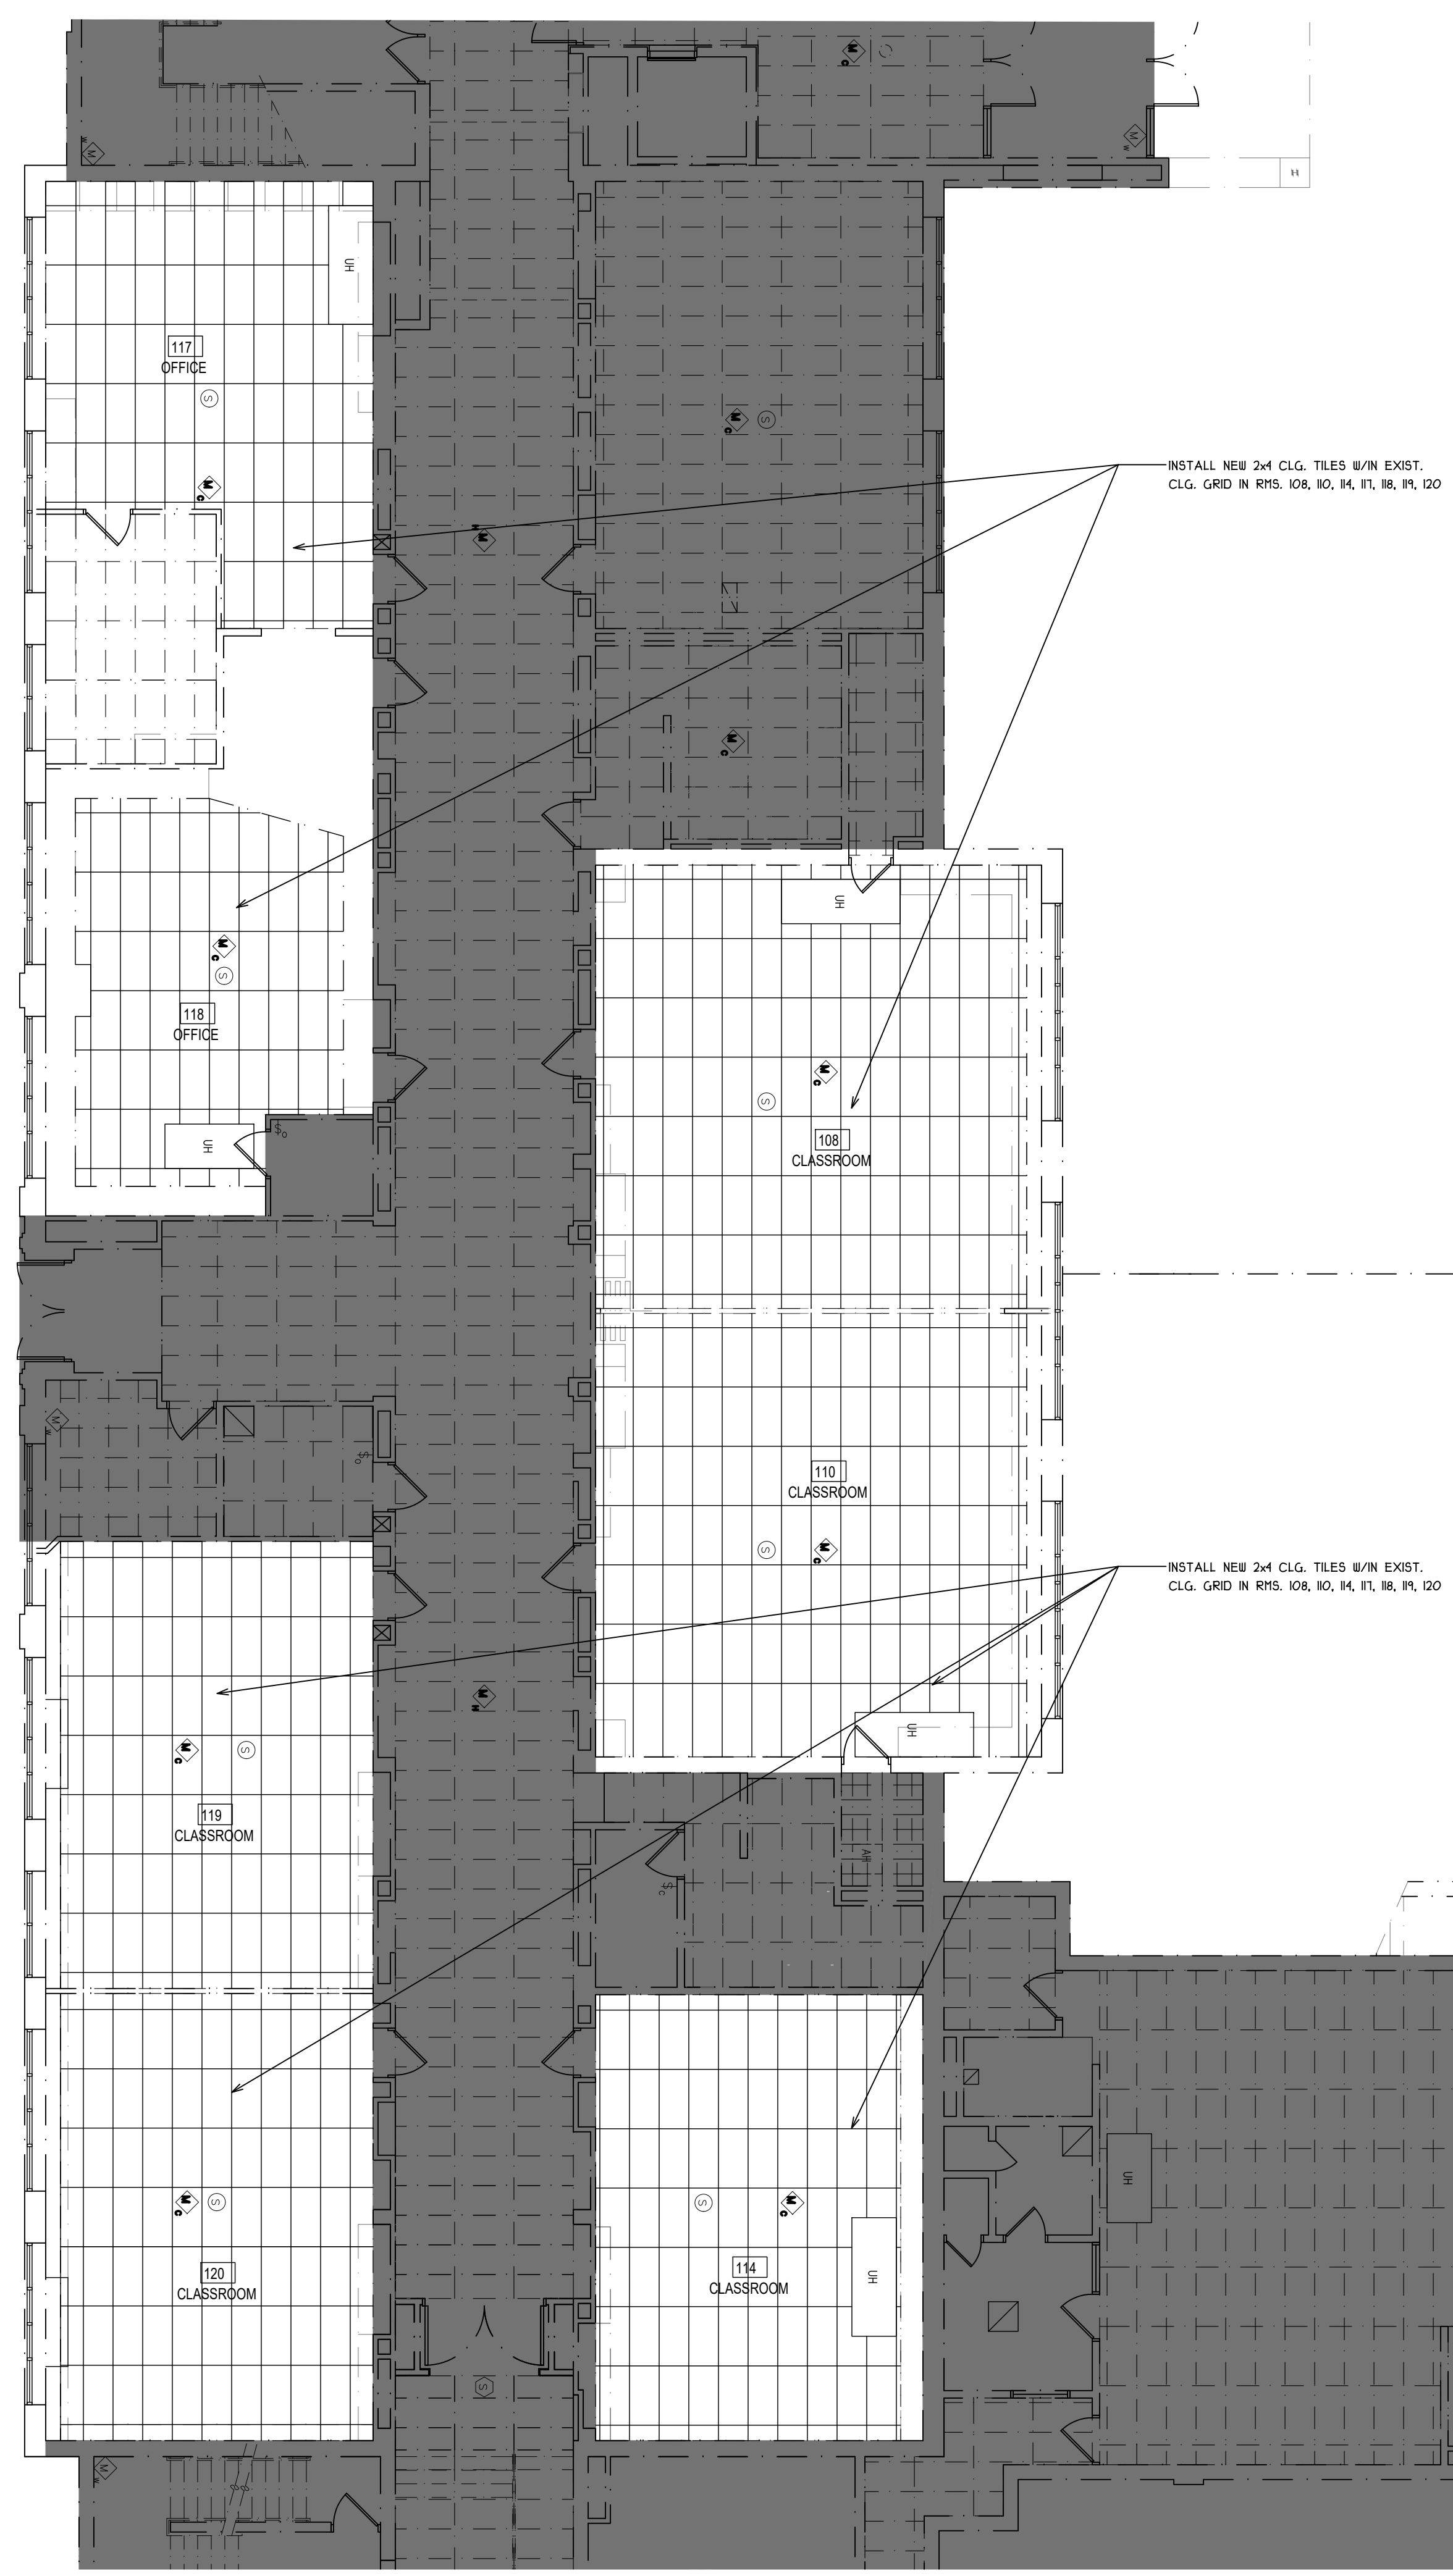 M
C
M
W
M
W
H
UH
117
OFFICE
S
M
C
M
C
S
INSTALL NEW 2x4 CLG. TILES W/IN EXIST.
CLG. GRID IN RMS. 108, 110, 114, 117, 118, 119, 120
M
H
M
C
UH
M
C
S
118
OFFICE
M
C
S
108
CLASSROOM
$o
UH
M
W
$o
110
CLASSROOM
S
M
C
INSTALL NEW 2x4 CLG. TILES W/IN EXIST.
CLG. GRID IN RMS. 108, 110, 114, 117, 118, 119, 120
M
H
UH
M
C
S
119
CLASSROOM
AH
$c
UH
M
C
S
S
M
C
120
CLASSROOM
114
CLASSROOM
UH
S
M
W